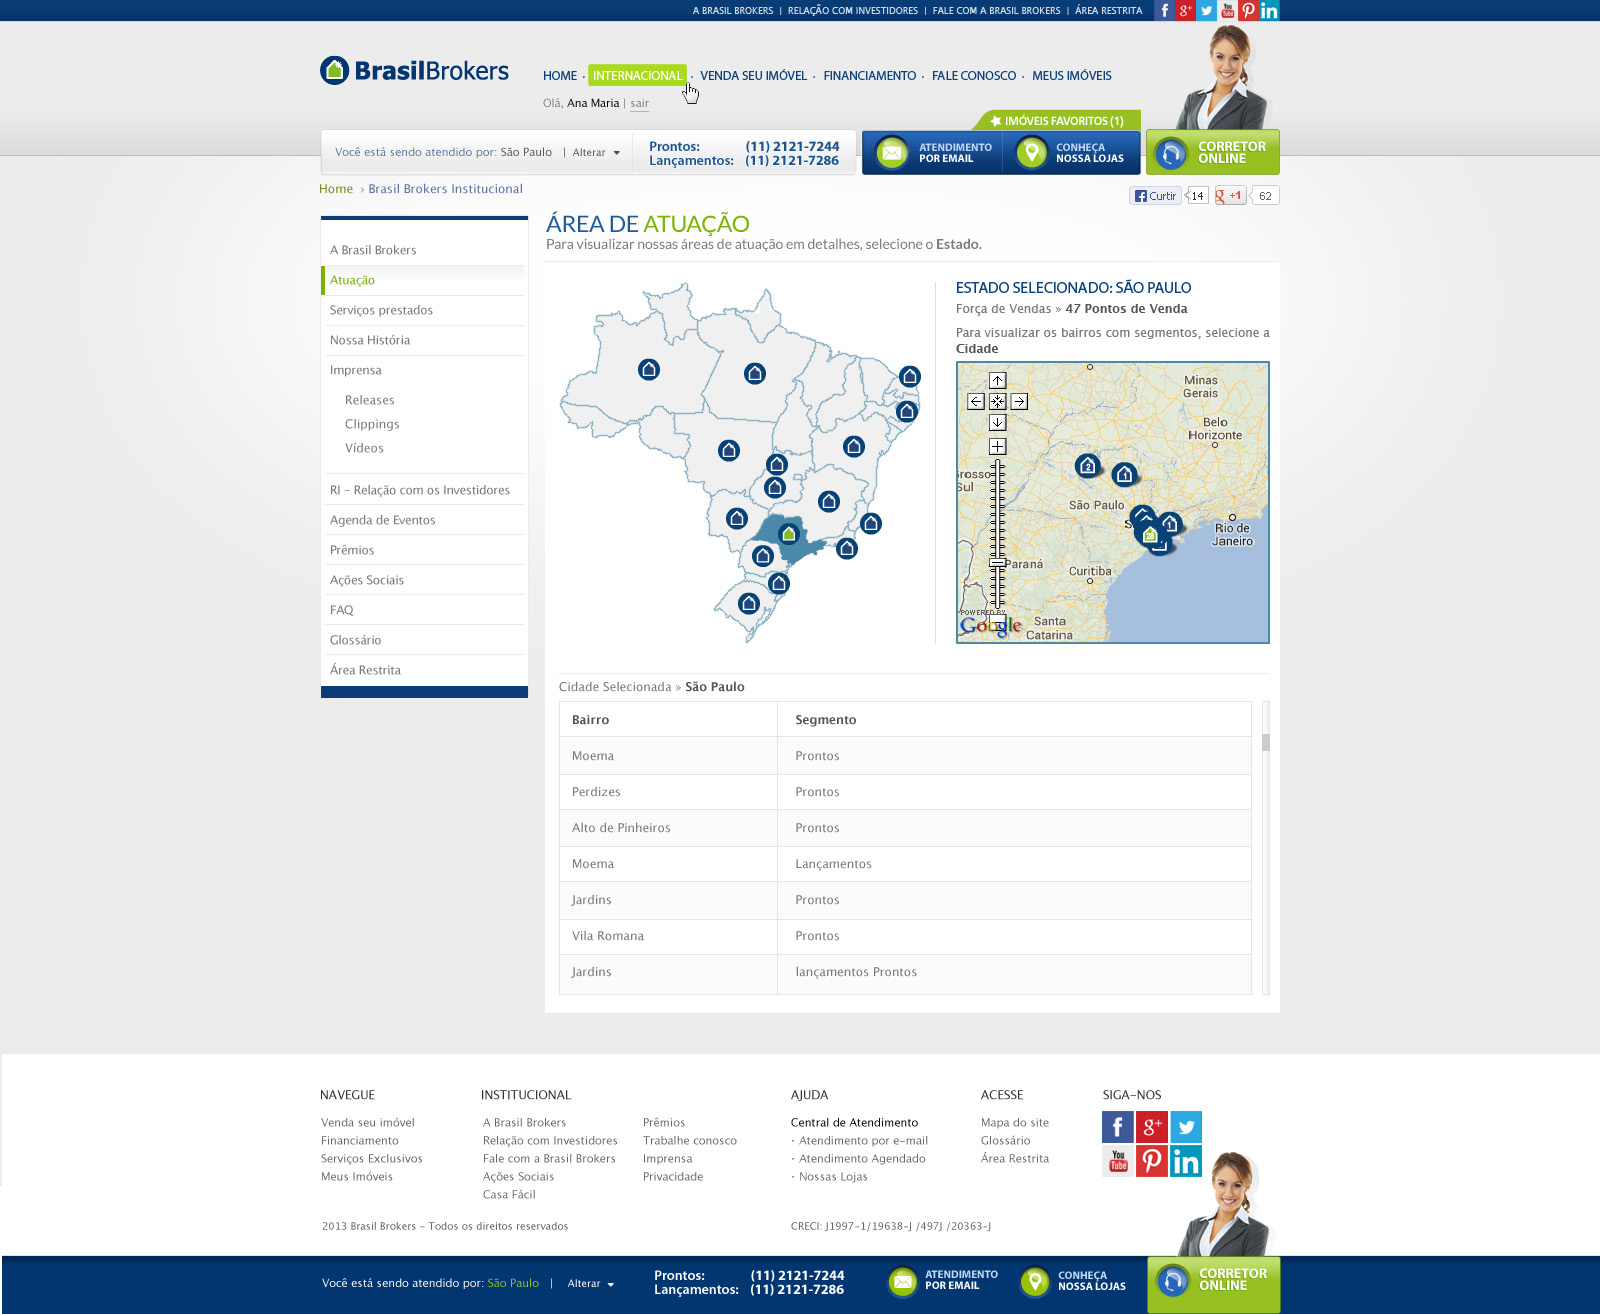 A BRASIL BROKERS | RELAÇÃO COM INVESTIDORES | FALE COM A BRASIL BROKERS | ÁREA RESTRITA
BrasilBrokers
HOME · INTERNACIONAL · VENDA SEU IMÓVEL · FINANCIAMENTO · FALE CONOSCO · MEUS IMÓVEIS
Olá, Ana Maria | sair
IMÓVEIS FAVORITOS (1)
Você está sendo atendido por: São Paulo | Alterar
Prontos: (11) 2121-7244
Lançamentos: (11) 2121-7286
ATENDIMENTO
POR EMAIL
CONHEÇA
NOSSA LOJAS
CORRETOR
ONLINE
Home › Brasil Brokers Institucional
Curtir 14 +1 62
A Brasil Brokers
Atuação
Serviços prestados
Nossa História
Imprensa
Releases
Clippings
Vídeos
RI – Relação com os Investidores
Agenda de Eventos
Prêmios
Ações Sociais
FAQ
Glossário
Área Restrita
ÁREA DE ATUAÇÃO
Para visualizar nossas áreas de atuação em detalhes, selecione o Estado.
ESTADO SELECIONADO: SÃO PAULO
Força de Vendas » 47 Pontos de Venda
Para visualizar os bairros com segmentos, selecione a
Cidade
Minas
Gerais
Belo
Horizonte
2
1
rosso
Sul
São Paulo
1
28
Rio de
Janeiro
Paraná
Curitiba
POWERED BY
Google
Santa
Catarina
Cidade Selecionada » São Paulo
Bairro Segmento
Moema Prontos
Perdizes Prontos
Alto de Pinheiros Prontos
Moema Lançamentos
Jardins Prontos
Vila Romana Prontos
Jardins lançamentos Prontos
NAVEGUE
Venda seu imóvel
Financiamento
Serviços Exclusivos
Meus Imóveis
INSTITUCIONAL
A Brasil Brokers
Relação com Investidores
Fale com a Brasil Brokers
Ações Sociais
Casa Fácil
Prêmios
Trabalhe conosco
Imprensa
Privacidade
AJUDA
Central de Atendimento
· Atendimento por e-mail
· Atendimento Agendado
· Nossas Lojas
ACESSE
Mapa do site
Glossário
Área Restrita
SIGA-NOS
You Tube
2013 Brasil Brokers – Todos os direitos reservados
CRECI: J1997-1/19638-J /497J /20363-J
Você está sendo atendido por: São Paulo | Alterar
Prontos: (11) 2121-7244
Lançamentos: (11) 2121-7286
ATENDIMENTO
POR EMAIL
CONHEÇA
NOSSA LOJAS
CORRETOR
ONLINE